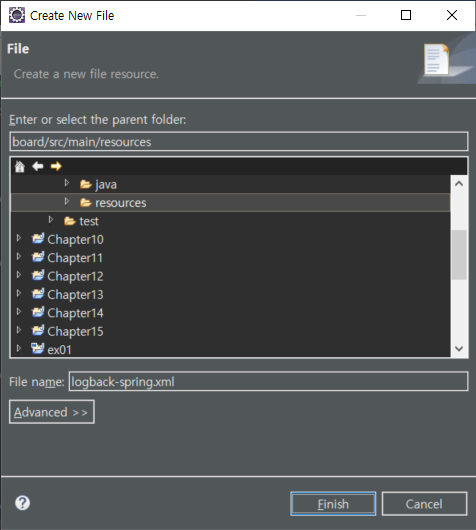 Create New File
File
Create a new file resource.
Enter or select the parent folder:
board/src/main/resources
java
resources
test
Chapter10
Chapter11
Chapter12
Chapter13
Chapter14
Chapter15
ex01
File name: logback-spring.xml
Advanced >>
Finish Cancel